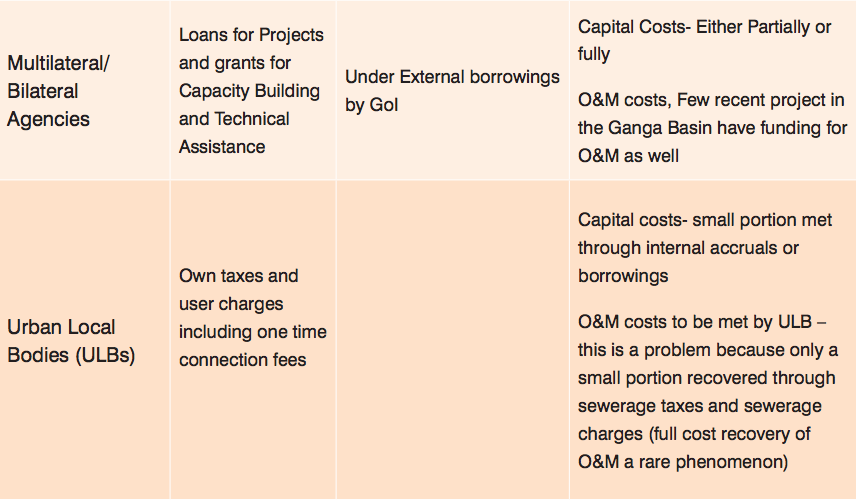 Multilateral/
Bilateral
Agencies
Loans for Projects
and grants for
Capacity Building
and Technical
Assistance
Under External borrowings
by GoI
Capital Costs- Either Partially or
fully
O&M costs, Few recent project in
the Ganga Basin have funding for
O&M as well
Urban Local
Bodies (ULBs)
Own taxes and
user charges
including one time
connection fees
Capital costs- small portion met
through internal accruals or
borrowings
O&M costs to be met by ULB –
this is a problem because only a
small portion recovered through
sewerage taxes and sewerage
charges (full cost recovery of
O&M a rare phenomenon)